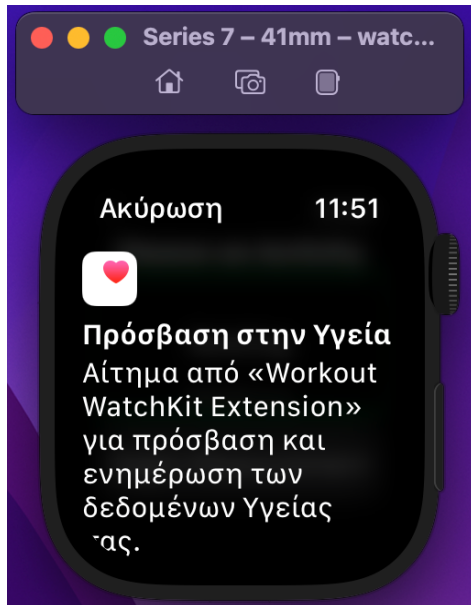 Series 7 – 41mm – watc...
Ακύρωση 11:51
Πρόσβαση στην Υγεία
Αίτημα από «Workout
WatchKit Extension»
για πρόσβαση και
ενημέρωση των
δεδομένων Υγείας
σας.